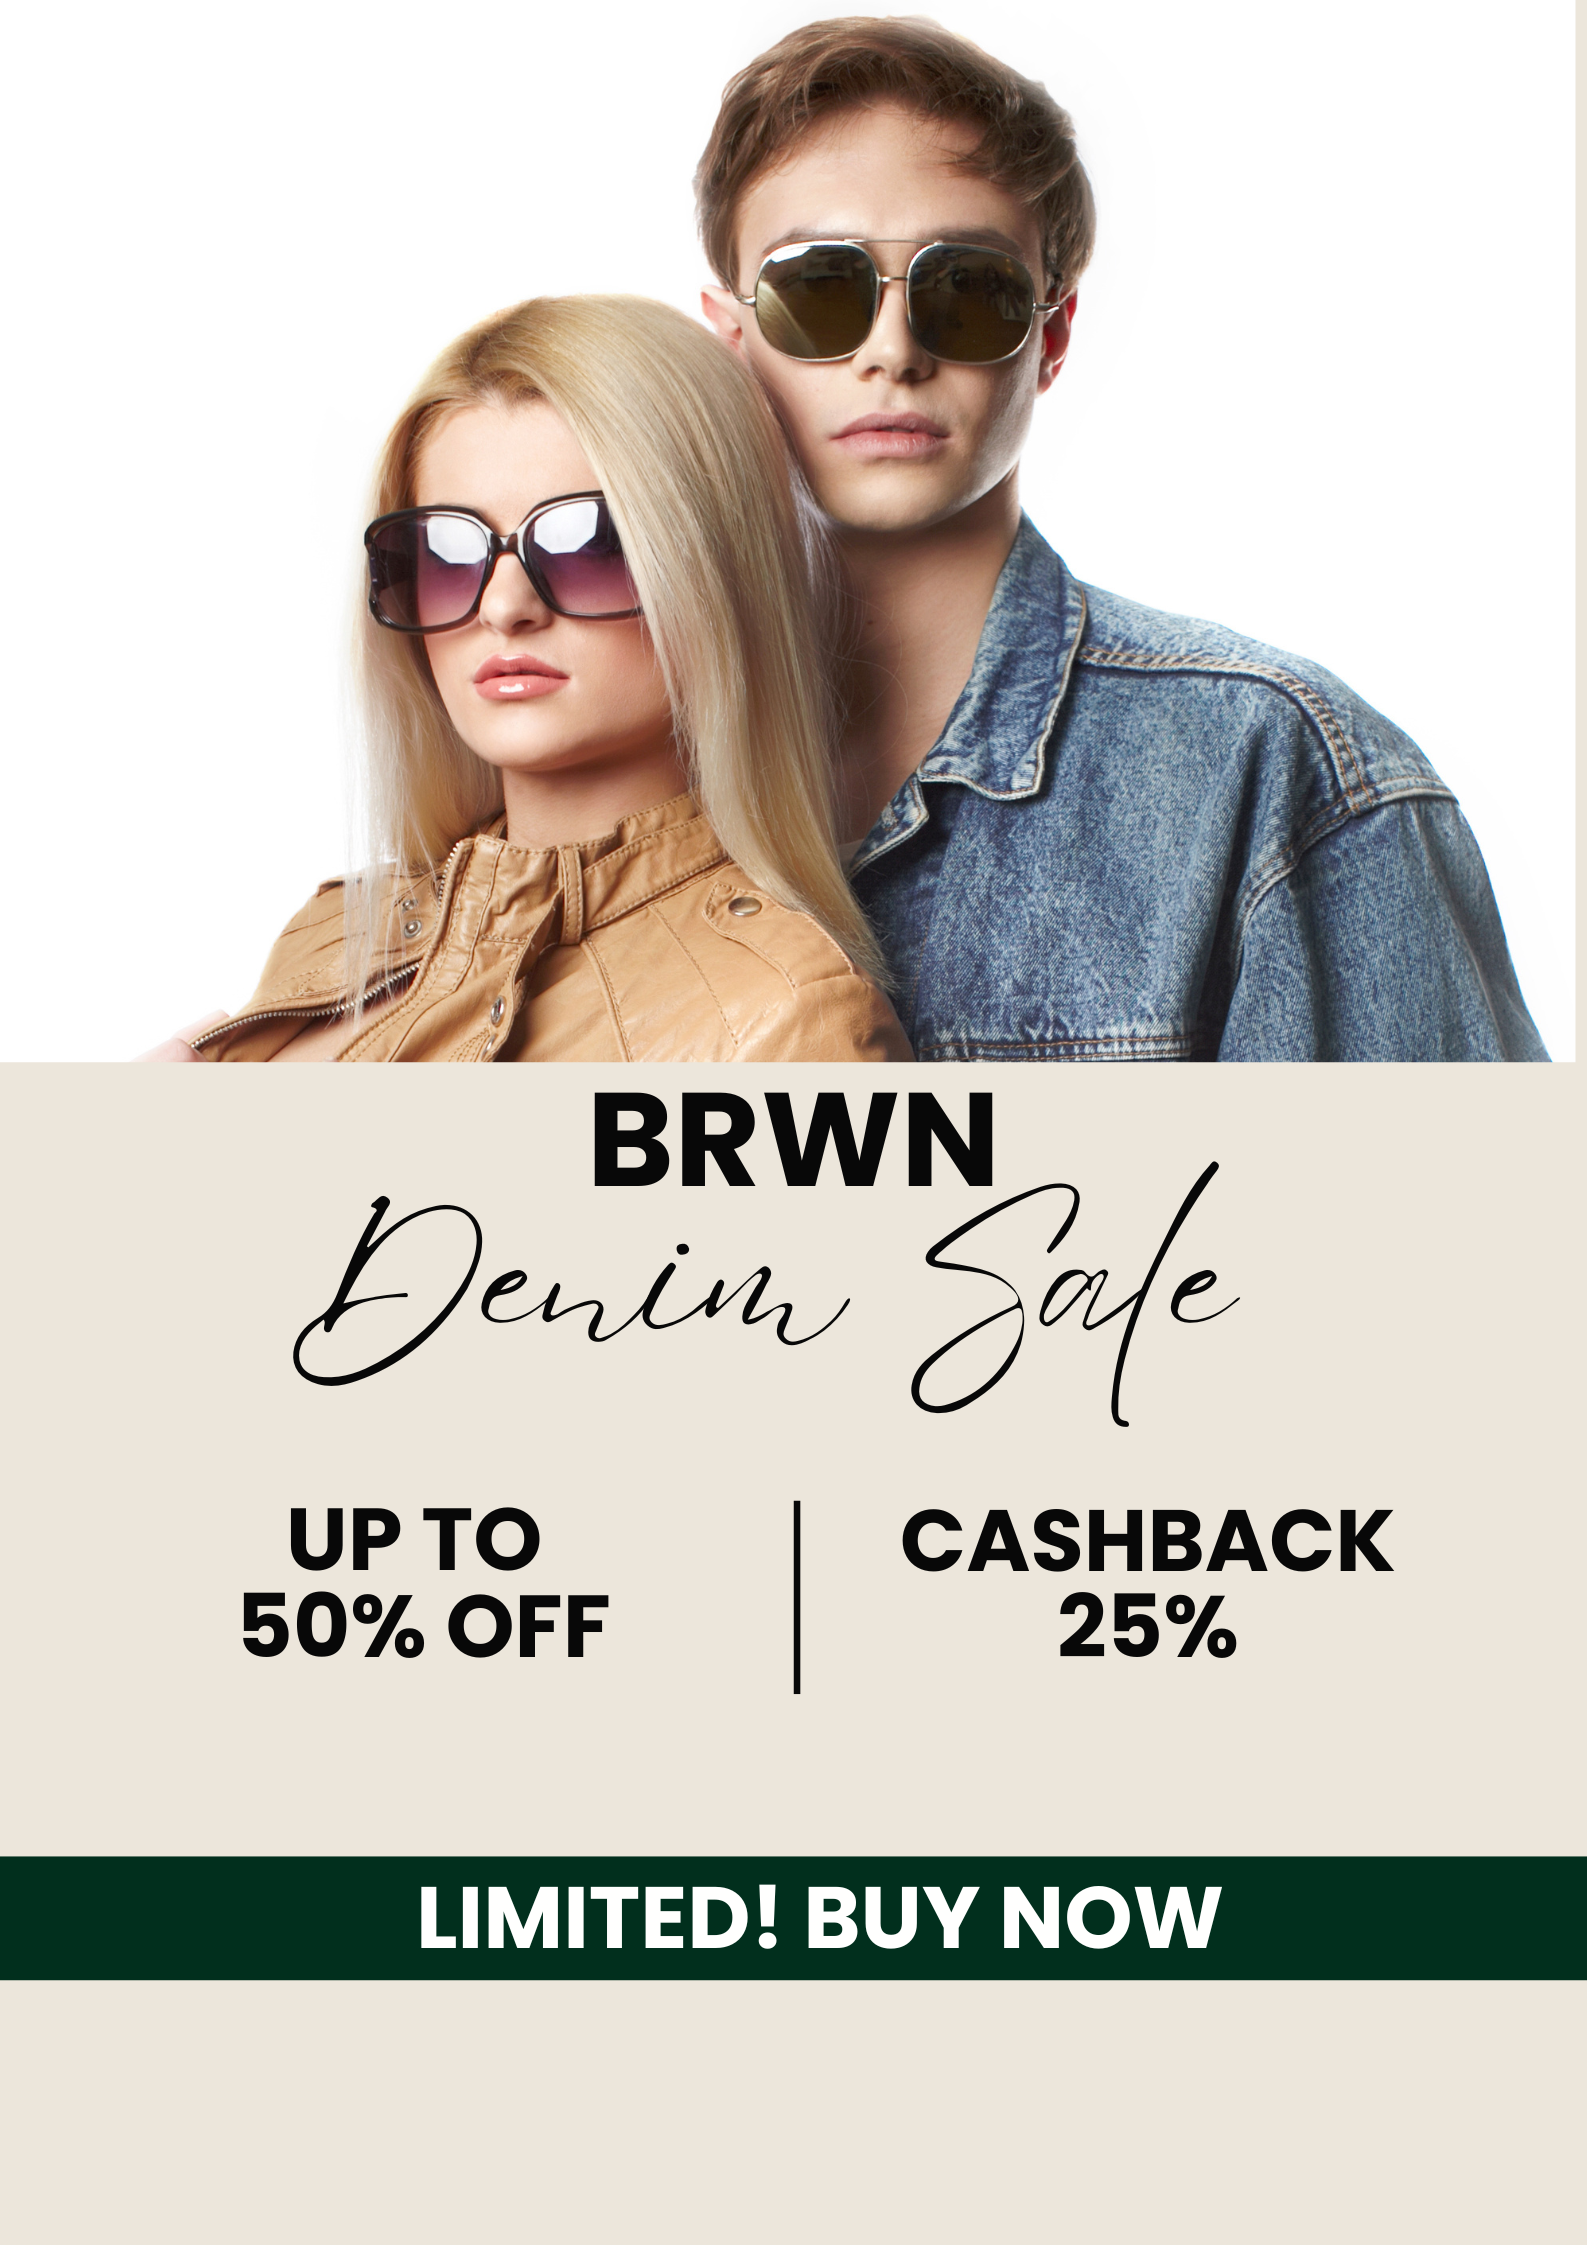 BRWN
Denim Sale
UP TO
50% OFF
CASHBACK
25%
LIMITED! BUY NOW